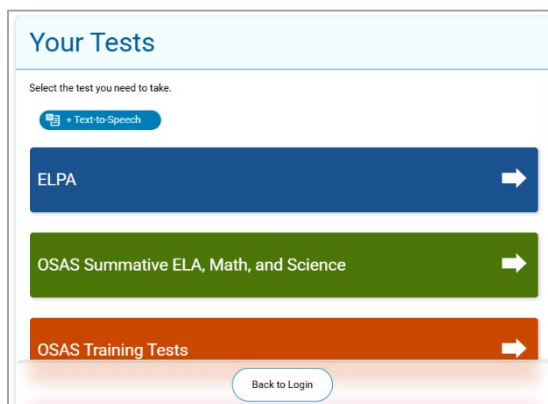 Your Tests
Select the test you need to take.
+ Text-to-Speech
ELPA
OSAS Summative ELA, Math, and Science
OSAS Training Tests
Back to Login